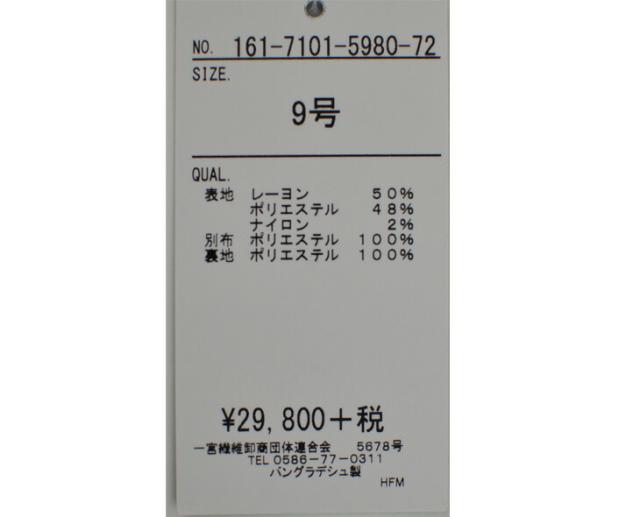 NO. 161-7101-5980-72
SIZE.
9号
QUAL.
表地 レーヨン 50%
ポリエステル 48%
ナイロン 2%
別布 ポリエステル 100%
裏地 ポリエステル 100%
¥29,800+税
一宮繊維卸商団体連合会 5678号
TEL 0586-77-0311
バングラデシュ製
HFM